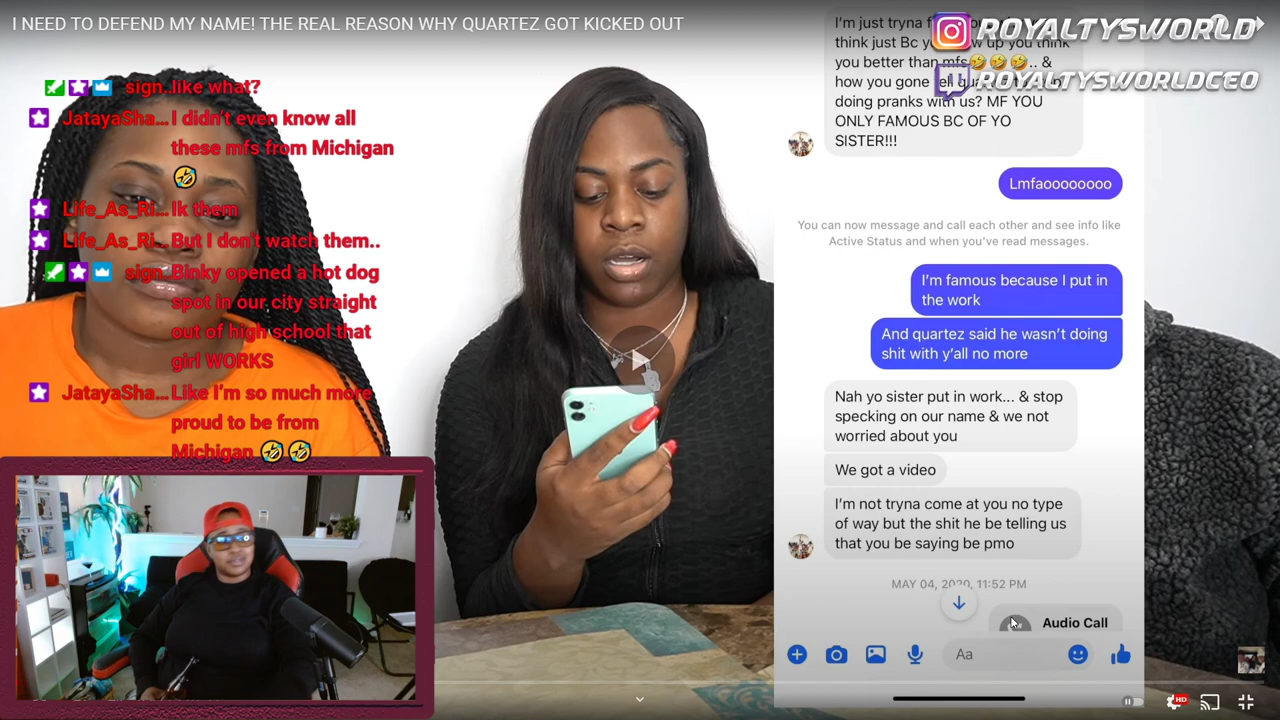 I NEED TO DEFEND MY NAME! THE REAL REASON WHY QUARTEZ GOT KICKED OUT
ROYALTYSWORLD
ROYALTYSWORLDCEO
sign.. like what?
JatayaSha... I didn't even know all
these mfs from Michigan
🤣
Life_As_Ri... Ik them
Life_As_Ri... But I don't watch them..
sign.. Binky opened a hot dog
spot in our city straight
out of high school that
girl WORKS
JatayaSha... Like I'm so much more
proud to be from
Michigan 🤣 🤣
I'm just tryna
think just Bc you up you think
you better than mfs🤣🤣🤣.. &
how you gone
doing pranks with us? MF YOU
ONLY FAMOUS BC OF YO
SISTER!!!
Lmfaoooooooo
You can now message and call each other and see info like
Active Status and when you've read messages.
I'm famous because I put in
the work
And quartez said he wasn't doing
shit with y'all no more
Nah yo sister put in work... & stop
specking on our name & we not
worried about you
We got a video
I'm not tryna come at you no type
of way but the shit he be telling us
that you be saying be pmo
MAY 04, 2020, 11:52 PM
Audio Call
Aa
HD